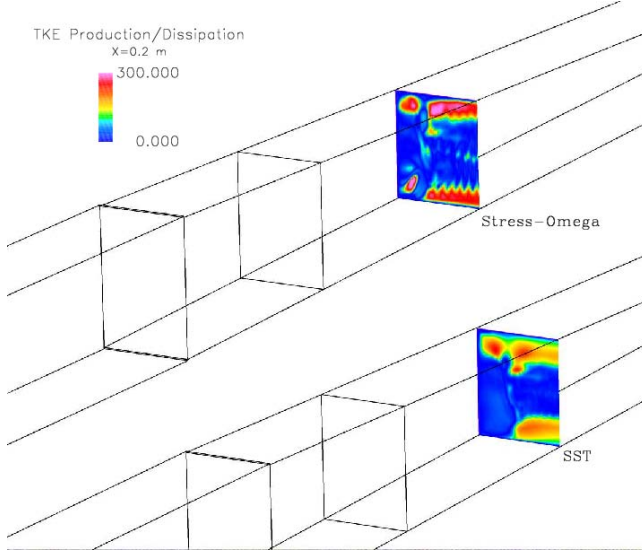 TKE Production/Dissipation
X=0.2 m
300.000
0.000
Stress-Omega
SST